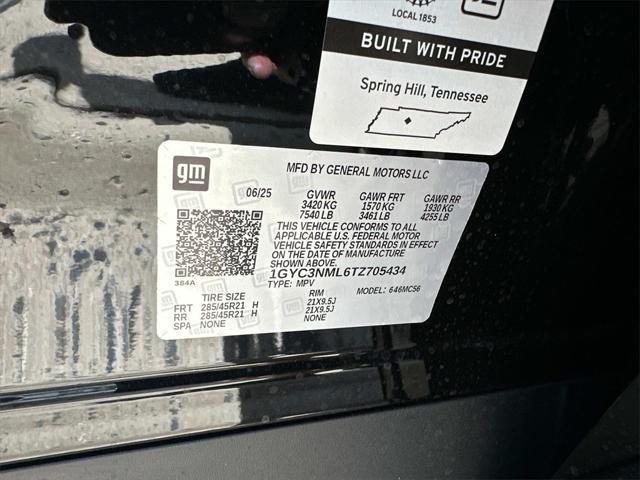 LOCAL 1853
BUILT WITH PRIDE
Spring Hill, Tennessee
gm
MFD BY GENERAL MOTORS LLC
06/25 GVWR GAWR FRT GAWR RR
3420 KG 1570 KG 1930 KG
7540 LB 3461 LB 4255 LB
THIS VEHICLE CONFORMS TO ALL
APPLICABLE U.S. FEDERAL MOTOR
VEHICLE SAFETY STANDARDS IN EFFECT
ON THE DATE OF MANUFACTURE
SHOWN ABOVE.
384A 1GYC3NML6TZ705434
TYPE: MPV MODEL: 646MC56
TIRE SIZE RIM
FRT 285/45R21 H 21X9.5J
RR 285/45R21 H 21X9.5J
SPA NONE NONE